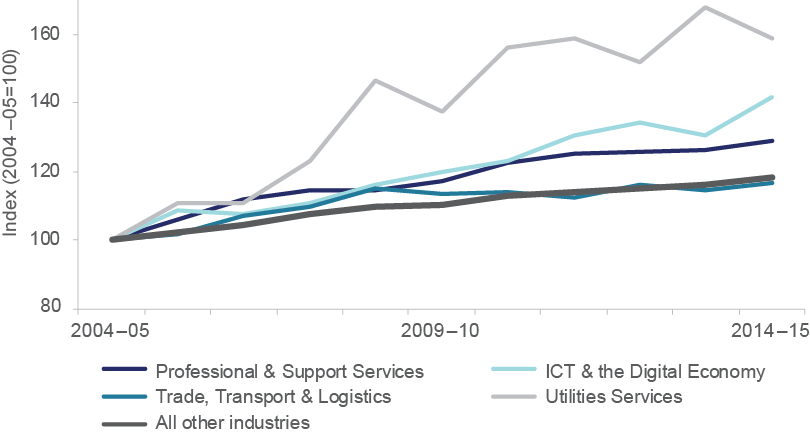 Index (2004 –05=100)
160
140
120
100
80
2004–05 2009–10 2014–15
Professional & Support Services ICT & the Digital Economy
Trade, Transport & Logistics Utilities Services
All other industries